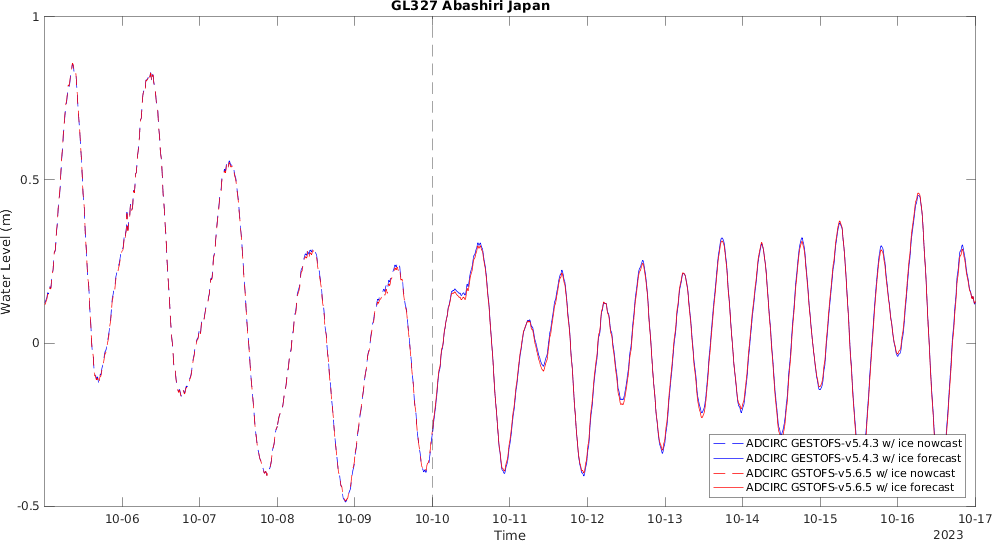 GL327 Abashiri Japan
1
0.5
0
-0.5
Water Level (m)
ADCIRC GESTOFS-v5.4.3 w/ ice nowcast
ADCIRC GESTOFS-v5.4.3 w/ ice forecast
ADCIRC GSTOFS-v5.6.5 w/ ice nowcast
ADCIRC GSTOFS-v5.6.5 w/ ice forecast
10-06 10-07 10-08 10-09 10-10 10-11 10-12 10-13 10-14 10-15 10-16 10-17
Time
2023